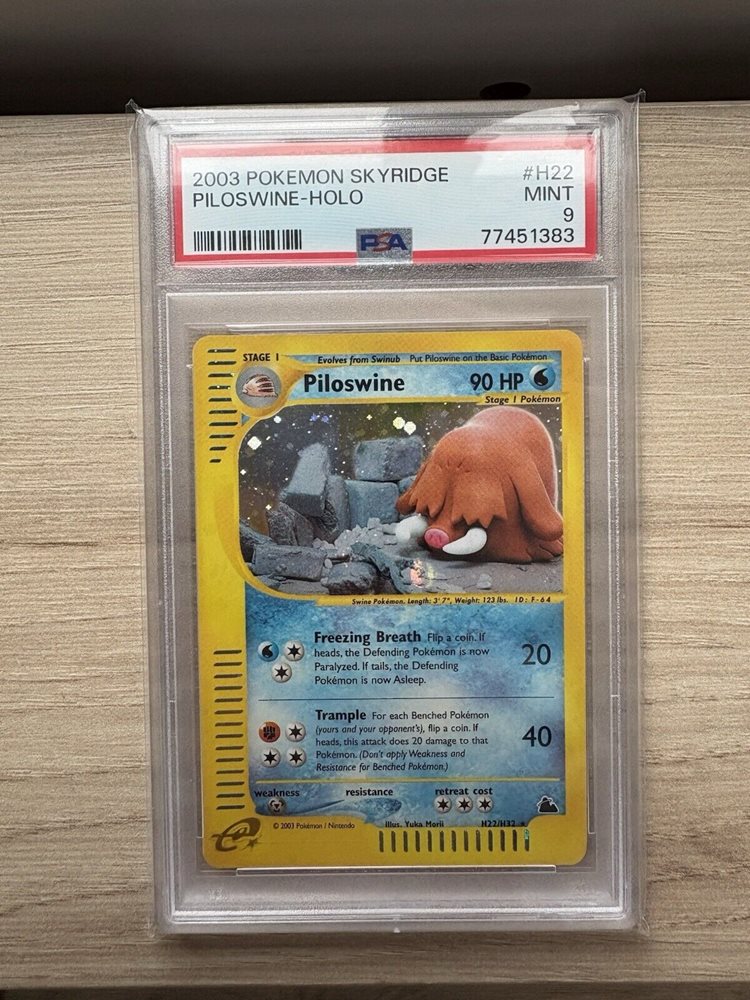 2003 POKEMON SKYRIDGE #H22
PILOSWINE-HOLO MINT
9
PSA 77451383
STAGE 1 Evolves from Swinub Put Piloswine on the Basic Pokémon
Piloswine 90 HP
Stage 1 Pokémon
Swine Pokémon. Length: 3' 7", Weight: 123 lbs. ID: F-64
Freezing Breath Flip a coin. If
heads, the Defending Pokémon is now
Paralyzed. If tails, the Defending
Pokémon is now Asleep.
20
Trample For each Benched Pokémon
(yours and your opponent's), flip a coin. If
heads, this attack does 20 damage to that
Pokémon. (Don't apply Weakness and
Resistance for Benched Pokémon.)
40
weakness resistance retreat cost
e © 2003 Pokémon / Nintendo Illus. Yuka Morii H22/H32